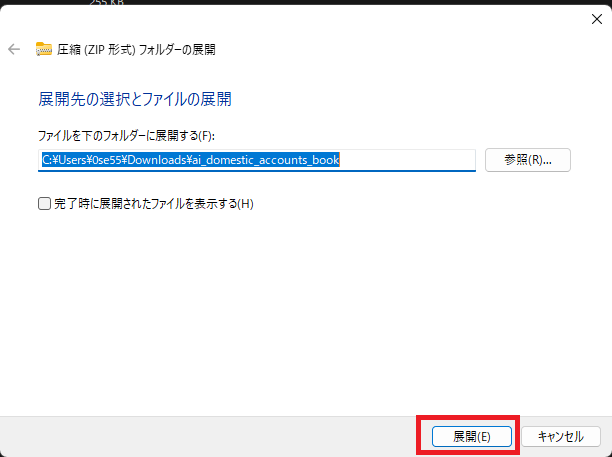 255 KB
圧縮 (ZIP 形式) フォルダーの展開
展開先の選択とファイルの展開
ファイルを下のフォルダーに展開する(F):
C:¥Users¥0se55¥Downloads¥ai_domestic_accounts_book
参照(R)...
完了時に展開されたファイルを表示する(H)
展開(E)
キャンセル